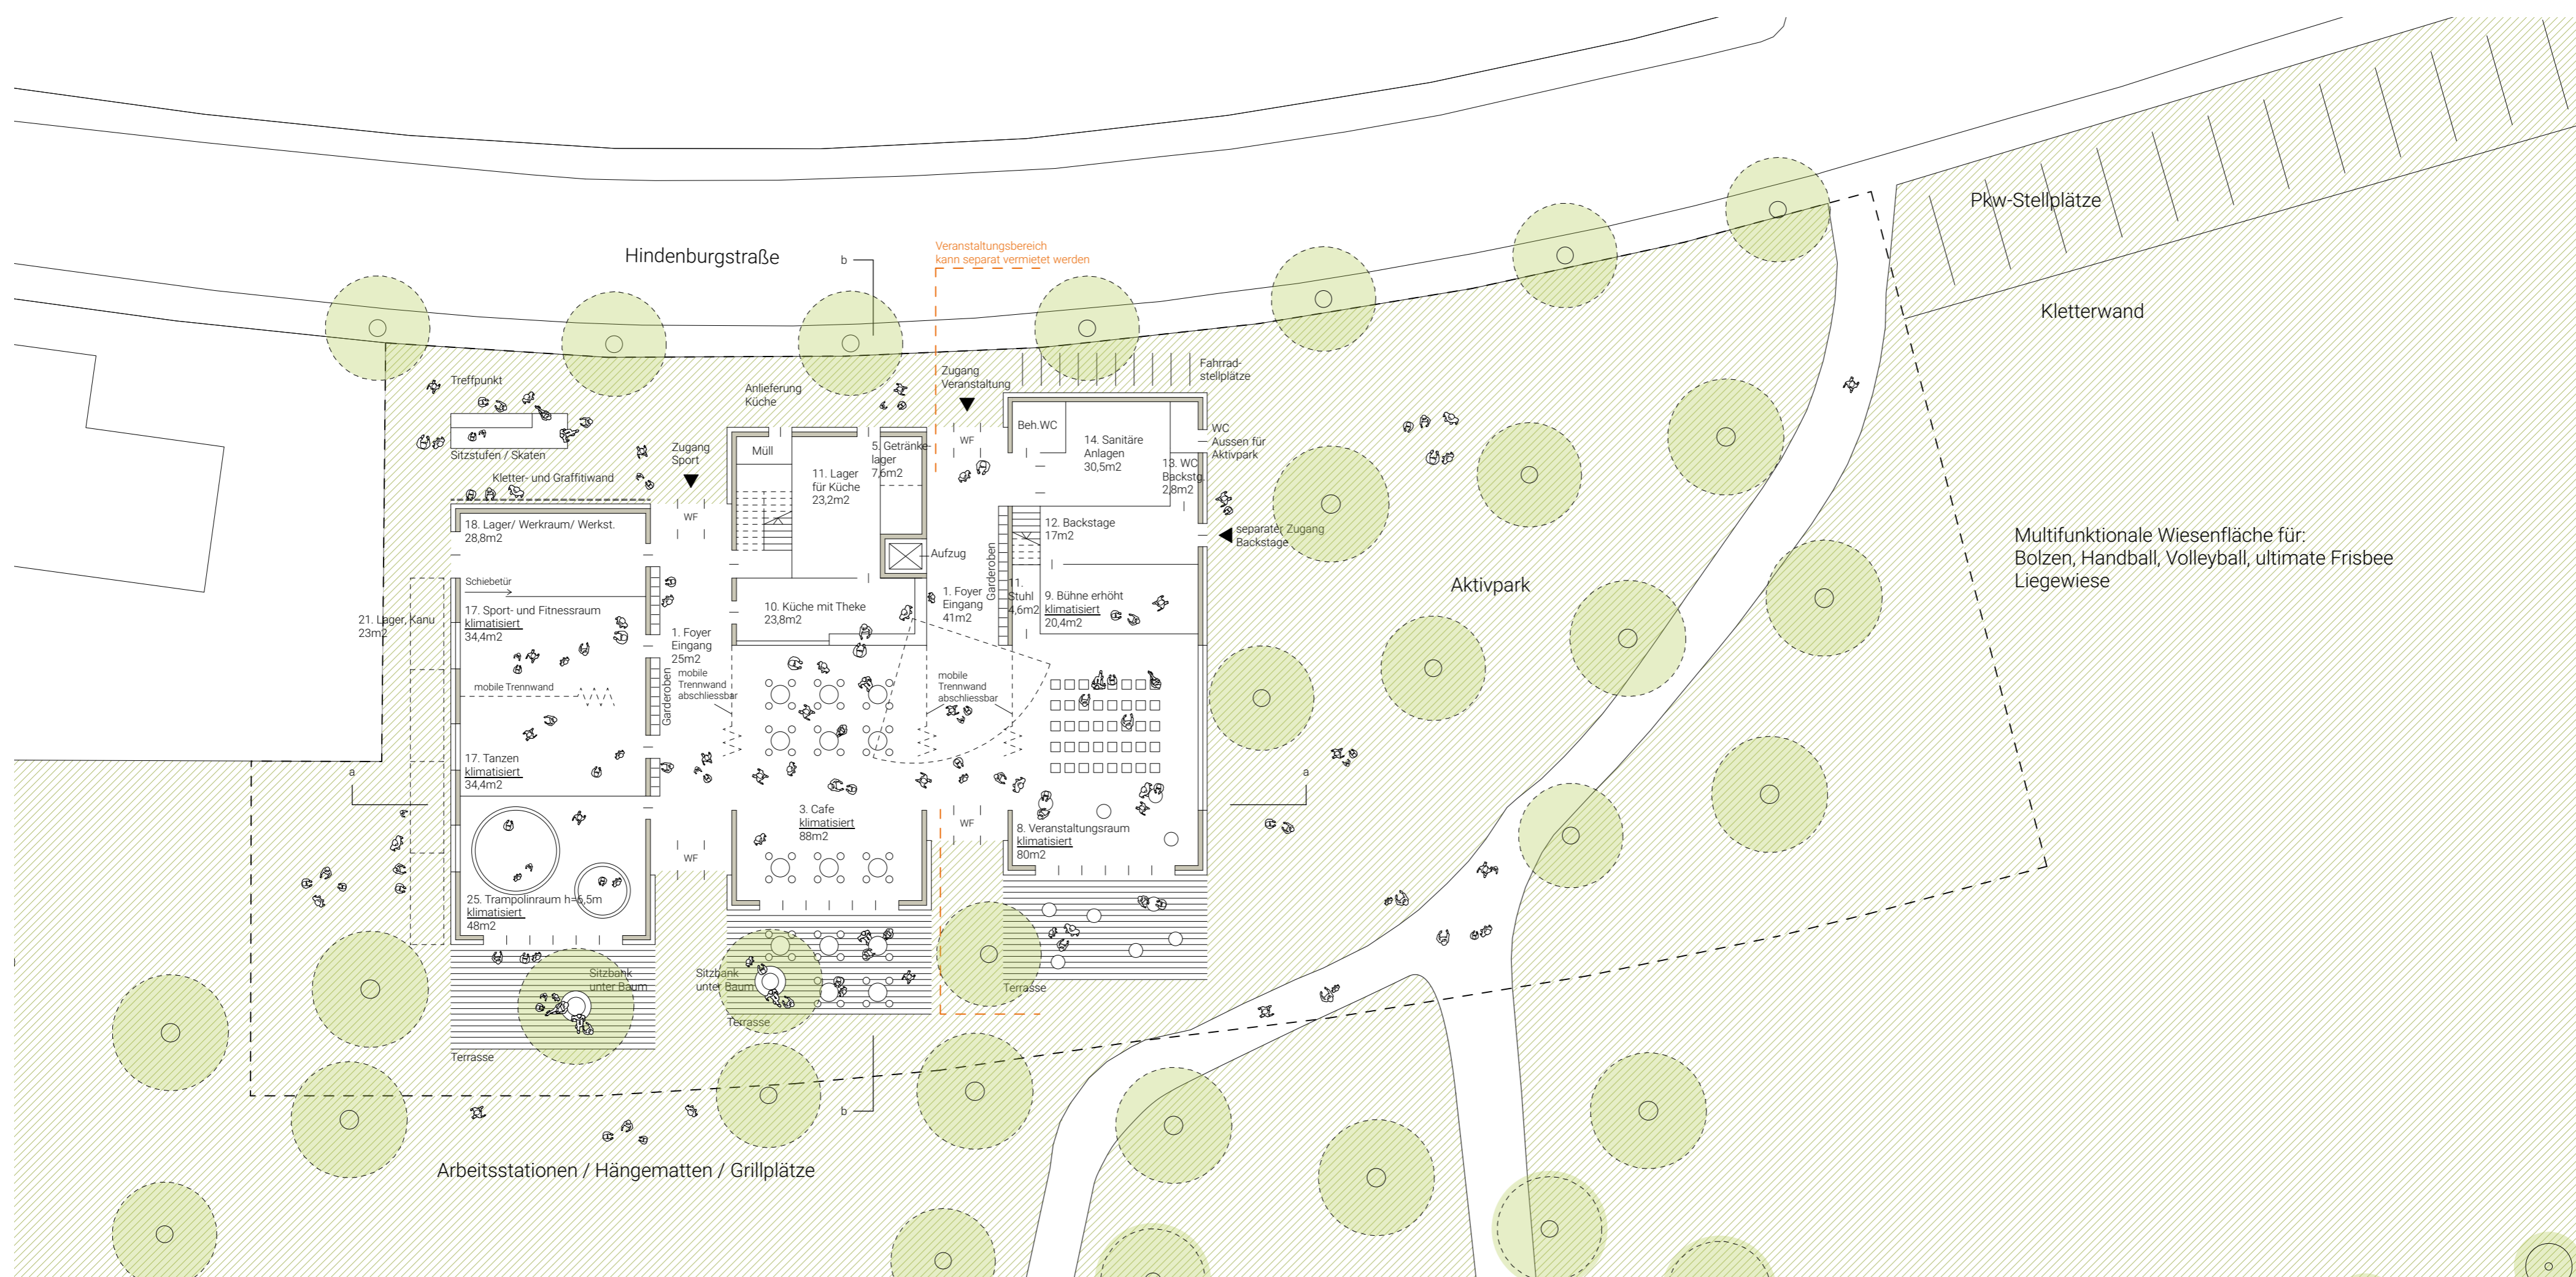 Pkw-Stellplätze
Kletterwand
Hindenburgstraße
b
Veranstaltungsbereich
kann separat vermietet werden
Treffpunkt
Sitzstufen / Skaten
Kletter- und Graffitiwand
Anlieferung
Küche
Zugang
Sport
Zugang
Veranstaltung
Fahrrad-
stellplätze
WF
Müll
11. Lager
für Küche
23,2m2
5. Getränke-
lager
7,6m2
WF
Beh.WC
14. Sanitäre
Anlagen
30,5m2
13. WC
Backstg.
2,8m2
WC
Aussen für
Aktivpark
separater Zugang
Backstage
18. Lager/ Werkraum/ Werkst.
28,8m2
Schiebetür
17. Sport- und Fitnessraum
klimatisiert
34,4m2
21. Lager, Kanu
23m2
mobile Trennwand
17. Tanzen
klimatisiert
34,4m2
25. Trampolinraum h=5,5m
klimatisiert
48m2
Garderoben
1. Foyer
Eingang
25m2
mobile
Trennwand
abschliessbar
WF
10. Küche mit Theke
23,8m2
Aufzug
3. Cafe
klimatisiert
88m2
1. Foyer
Eingang
41m2
Garderoben
mobile
Trennwand
abschliessbar
WF
12. Backstage
17m2
11.
Stuhl
4,6m2
9. Bühne erhöht
klimatisiert
20,4m2
8. Veranstaltungsraum
klimatisiert
80m2
a
a
Aktivpark
Multifunktionale Wiesenfläche für:
Bolzen, Handball, Volleyball, ultimate Frisbee
Liegewiese
Sitzbank
unter Baum
Sitzbank
unter Baum
Terrasse
Terrasse
Terrasse
b
Arbeitsstationen / Hängematten / Grillplätze